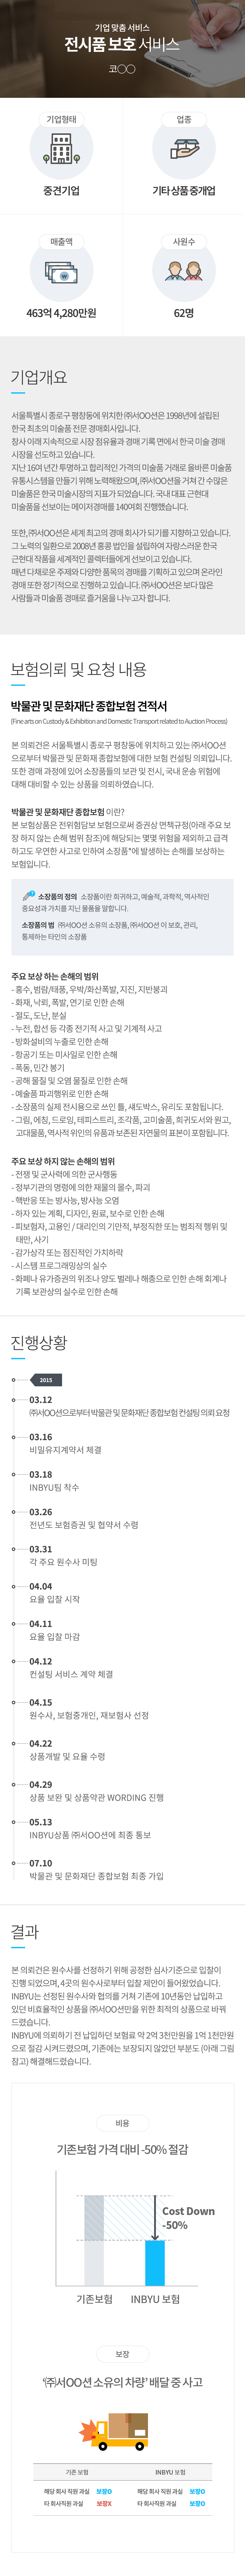 기업 맞춤 서비스
전시품 보호 서비스
코〇〇
기업형태
업종
중견기업
기타 상품 중개업
매출액
사원수
463억 4,280만원
62명
기업개요
서울특별시 종로구 평창동에 위치한 ㈜서OO션은 1998년에 설립된
한국 최초의 미술품 전문 경매회사입니다.
창사 이래 지속적으로 시장 점유율과 경매 기록 면에서 한국 미술 경매
시장을 선도하고 있습니다.
지난 16여 년간 투명하고 합리적인 가격의 미술품 거래로 올바른 미술품
유통시스템을 만들기 위해 노력해왔으며, ㈜서OO션을 거쳐 간 수많은
미술품은 한국 미술시장의 지표가 되었습니다. 국내 대표 근현대
미술품을 선보이는 메이저경매를 140여회 진행했습니다.
또한, ㈜서OO션은 세계 최고의 경매 회사가 되기를 지향하고 있습니다.
그 노력의 일환으로 2008년 홍콩 법인을 설립하여 자랑스러운 한국
근현대 작품을 세계적인 콜렉터들에게 선보이고 있습니다.
매년 다채로운 주제와 다양한 품목의 경매를 기획하고 있으며 온라인
경매 또한 정기적으로 진행하고 있습니다. ㈜서OO션은 보다 많은
사람들과 미술품 경매로 즐거움을 나누고자 합니다.
보험의뢰 및 요청 내용
박물관 및 문화재단 종합보험 견적서
(Fine arts on Custody & Exhibition and Domestic Transport related to Auction Process)
본 의뢰건은 서울특별시 종로구 평창동에 위치하고 있는 ㈜서OO션
으로부터 박물관 및 문화재 종합보험에 대한 보험 컨설팅 의뢰입니다.
또한 경매 과정에 있어 소장품들의 보관 및 전시, 국내 운송 위험에
대해 대비할 수 있는 상품을 의뢰하였습니다.
박물관 및 문화재단 종합보험 이란?
본 보험상품은 전위험담보 보험으로써 증권상 면책규정(아래 주요 보
장 하지 않는 손해 범위 참조)에 해당되는 몇몇 위험을 제외하고 급격
하고도 우연한 사고로 인하여 소장품*에 발생하는 손해를 보상하는
보험입니다.
소장품의 정의 소장품이란 희귀하고, 예술적, 과학적, 역사적인
중요성과 가치를 지닌 물품을 말합니다.
소장품의 범 ㈜서OO션 소유의 소장품, ㈜서OO션 이 보호, 관리,
통제하는 타인의 소장품
주요 보상 하는 손해의 범위
- 홍수, 범람/태풍, 우박/화산폭발, 지진, 지반붕괴
- 화재, 낙뢰, 폭발, 연기로 인한 손해
- 절도, 도난, 분실
- 누전, 합선 등 각종 전기적 사고 및 기계적 사고
- 방화설비의 누출로 인한 손해
- 항공기 또는 미사일로 인한 손해
- 폭동, 민간 봉기
- 공해 물질 및 오염 물질로 인한 손해
- 예술품 파괴행위로 인한 손해
- 소장품의 실제 전시용으로 쓰인 틀, 섀도박스, 유리도 포함됩니다.
- 그림, 에칭, 드로잉, 테피스트리, 조각품, 고미술품, 희귀도서와 원고,
고대물품, 역사적 위인의 유품과 보존된 자연물의 표본이 포함됩니다.
주요 보상 하지 않는 손해의 범위
- 전쟁 및 군사력에 의한 군사행동
- 정부기관의 명령에 의한 재물의 몰수, 파괴
- 핵반응 또는 방사능, 방사능 오염
- 하자 있는 계획, 디자인, 원료, 보수로 인한 손해
- 피보험자, 고용인 / 대리인의 기만적, 부정직한 또는 범죄적 행위 및
태만, 사기
- 감가상각 또는 점진적인 가치하락
- 시스템 프로그래밍상의 실수
- 화폐나 유가증권의 위조나 양도 벌레나 해충으로 인한 손해 회계나
기록 보관상의 실수로 인한 손해
진행상황
2015
03.12
㈜서OO션으로부터 박물관 및 문화재단 종합보험 컨설팅 의뢰 요청
03.16
비밀유지계약서 체결
03.18
INBYU팀 착수
03.26
전년도 보험증권 및 협약서 수령
03.31
각 주요 원수사 미팅
04.04
요율 입찰 시작
04.11
요율 입찰 마감
04.12
컨설팅 서비스 계약 체결
04.15
원수사, 보험중개인, 재보험사 선정
04.22
상품개발 및 요율 수령
04.29
상품 보완 및 상품약관 WORDING 진행
05.13
INBYU상품 ㈜서OO션에 최종 통보
07.10
박물관 및 문화재단 종합보험 최종 가입
결과
본 의뢰건은 원수사를 선정하기 위해 공정한 심사기준으로 입찰이
진행 되었으며, 4곳의 원수사로부터 입찰 제안이 들어왔었습니다.
INBYU는 선정된 원수사와 협의를 거쳐 기존에 10년동안 납입하고
있던 비효율적인 상품을 ㈜서OO션만을 위한 최적의 상품으로 바꿔
드렸습니다.
INBYU에 의뢰하기 전 납입하던 보험료 약 2억 3천만원을 1억 1천만원
으로 절감 시켜드렸으며, 기존에는 보장되지 않았던 부분도 (아래 그림
참고) 해결해드렸습니다.
비용
기존보험 가격 대비 -50% 절감
Cost Down
-50%
기존보험
INBYU 보험
보장
‘㈜서OO션 소유의 차량’ 배달 중 사고
기존 보험
INBYU 보험
해당 회사 직원 과실 보장O
해당 회사 직원 과실 보장O
타 회사직원 과실 보장X
타 회사직원 과실 보장O